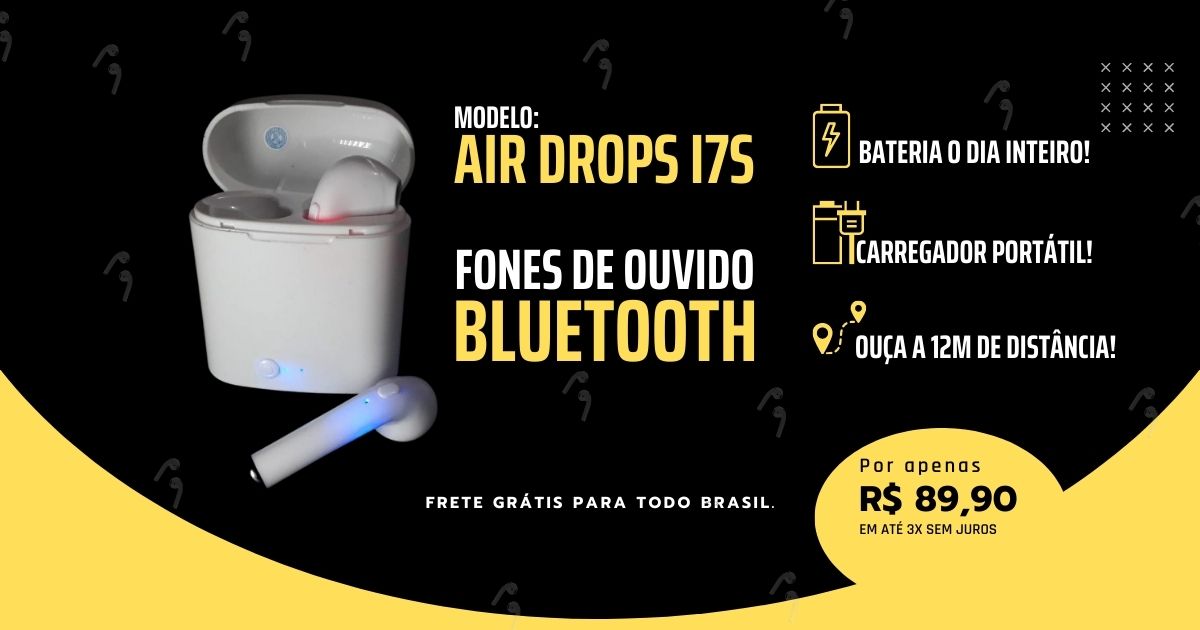 MODELO:
AIR DROPS I7S
FONES DE OUVIDO
BLUETOOTH
BATERIA O DIA INTEIRO!
CARREGADOR PORTÁTIL!
OUÇA A 12M DE DISTÂNCIA!
FRETE GRÁTIS PARA TODO BRASIL.
Por apenas
R$ 89,90
EM ATÉ 3X SEM JUROS